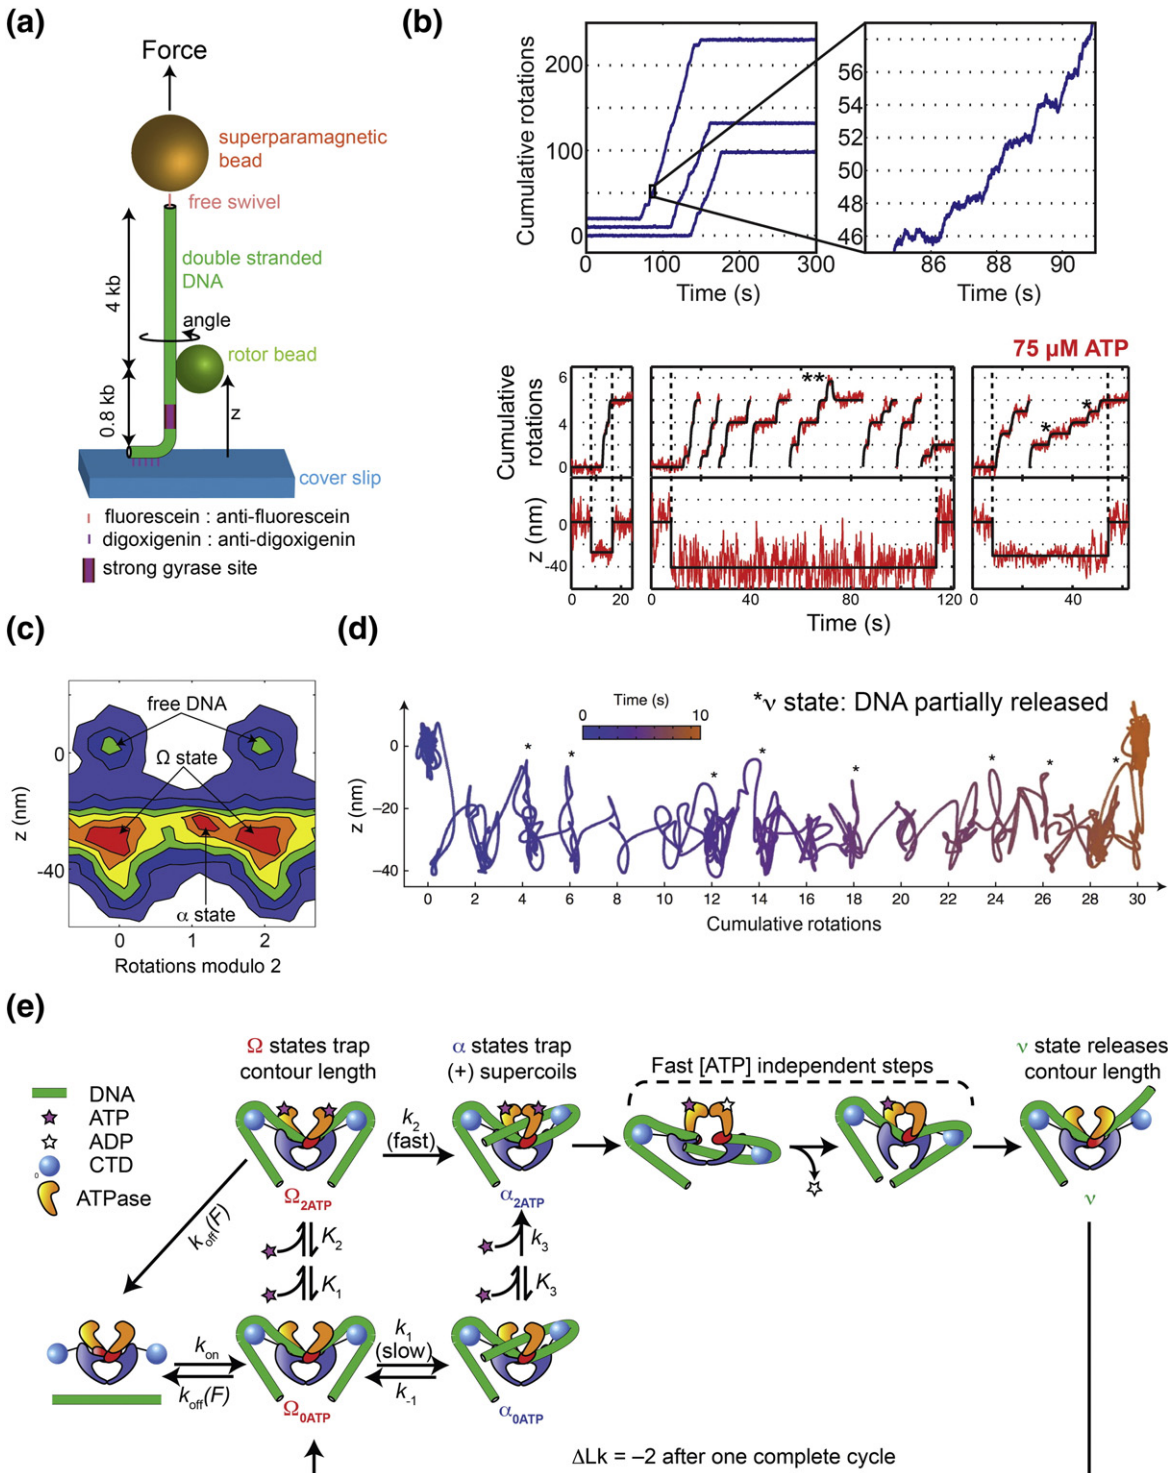 (a)
Force
superparamagnetic
bead
free swivel
double stranded
DNA
4 kb
angle
rotor bead
0.8 kb
z
cover slip
fluorescein : anti-fluorescein
digoxigenin : anti-digoxigenin
strong gyrase site
(b)
Cumulative rotations
200
100
0
0 100 200 300
Time (s)
56
54
52
50
48
46
86 88 90
Time (s)
75 µM ATP
Cumulative
rotations
6
4
2
0
** * *
z (nm)
0
-40
0 20
0 40 80 120
0 40
Time (s)
(c)
free DNA
Ω state
α state
z (nm)
0
-40
0 1 2
Rotations modulo 2
(d)
Time (s)
0 10
*ν state: DNA partially released
* * * * * * * *
z (nm)
0
−20
−40
0 2 4 6 8 10 12 14 16 18 20 22 24 26 28 30
Cumulative rotations
(e)
DNA
ATP
ADP
CTD
0
ATPase
Ω states trap
contour length
α states trap
(+) supercoils
Fast [ATP] independent steps
ν state releases
contour length
k2
(fast)
Ω2ATP
α2ATP
ν
koff(F)
K2
K1
k3
K3
kon
koff(F)
k1
(slow)
k-1
Ω0ATP
α0ATP
ΔLk = −2 after one complete cycle